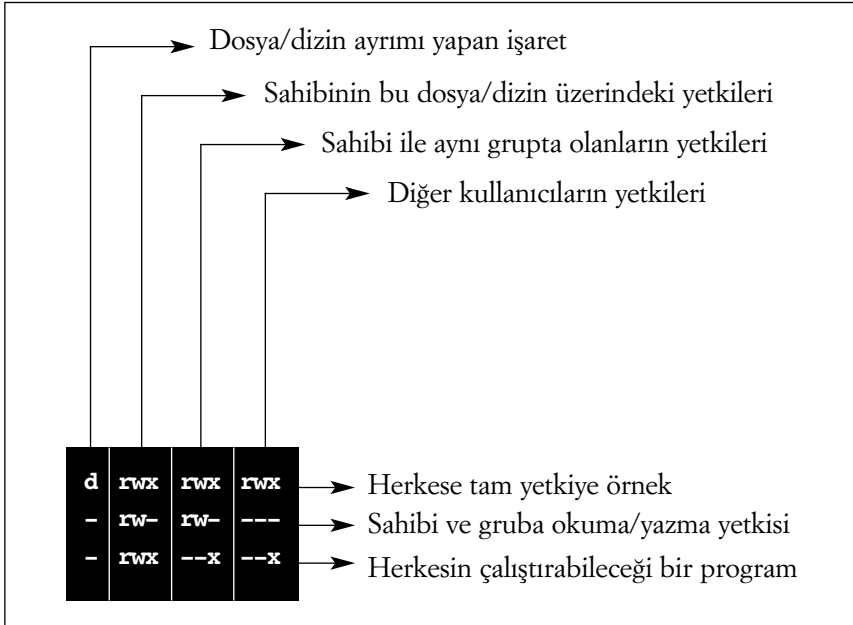 Dosya/dizin ayrımı yapan işaret
Sahibinin bu dosya/dizin üzerindeki yetkileri
Sahibi ile aynı grupta olanların yetkileri
Diğer kullanıcıların yetkileri
d rwx rwx rwx Herkese tam yetkiye örnek
- rw- rw- --- Sahibi ve gruba okuma/yazma yetkisi
- rwx --x --x Herkesin çalıştırabileceği bir program